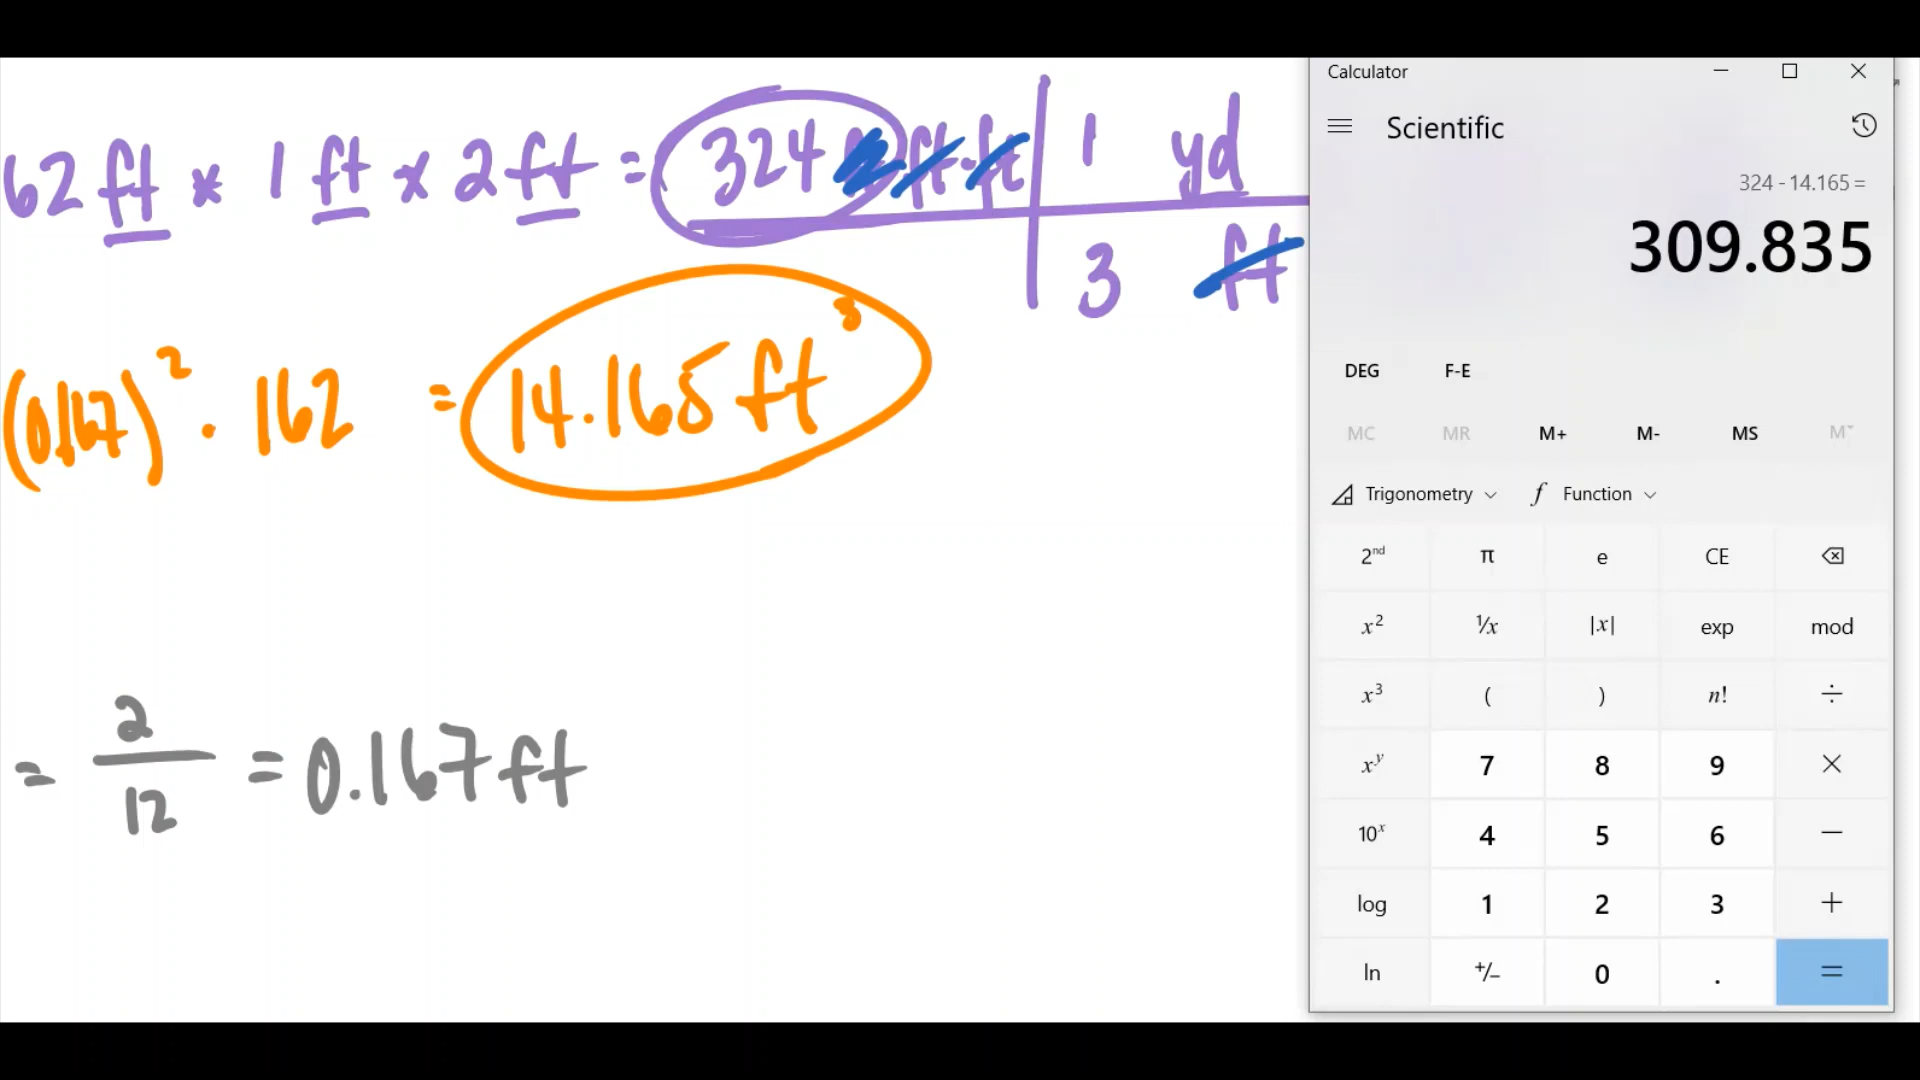 62 ft * 1 ft * 2 ft = 324 ft·ft | 1 yd
3 ft
(0.167)² · 162 = 14.165 ft³
= 2/12 = 0.167 ft
Calculator
Scientific
324 - 14.165 =
309.835
DEG F-E
MC MR M+ M- MS M˅
Trigonometry f Function
2ⁿᵈ π e CE
x² ¹/x |x| exp mod
x³ ( ) n! ÷
xʸ 7 8 9 ×
10ˣ 4 5 6 −
log 1 2 3 +
ln +/− 0 . =